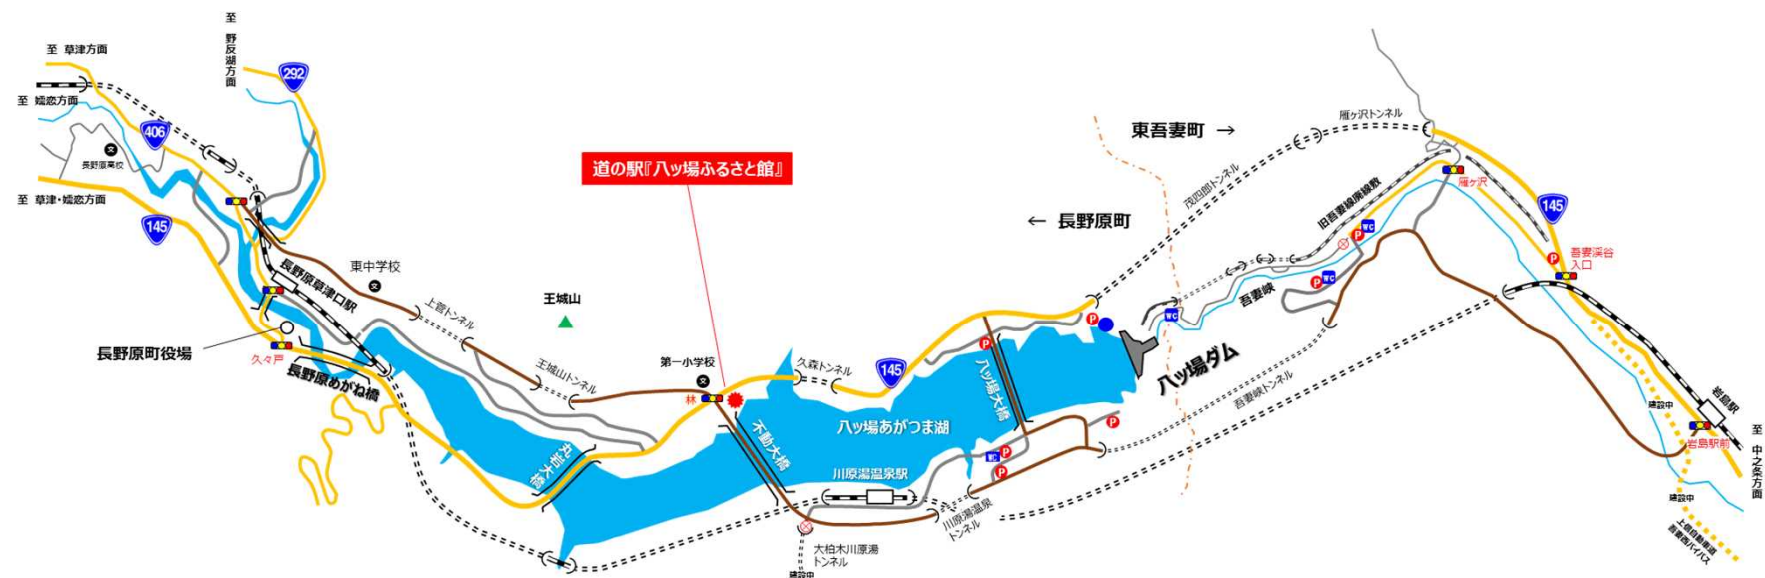 至
野
反
湖
方
面
至 草津方面
292
至 嬬恋方面
406
文
長野原高校
至 草津・嬬恋方面
145
長野原草津口駅
東中学校
文
上菅トンネル
王城山
長野原町役場
久々戸
長野原めがね橋
王城山トンネル
道の駅『八ッ場ふるさと館』
第一小学校
文
林
丸岩大橋
不動大橋
久森トンネル
145
八ッ場あがつま湖
川原湯温泉駅
大柏木川原湯
トンネル
建設中
川原湯温泉
トンネル
WC
P
P
P
P
八ッ場大橋
P
八ッ場ダム
吾妻峡トンネル
← 長野原町
東吾妻町 →
茂四郎トンネル
雁ヶ沢トンネル
旧吾妻線廃線敷
WC
吾妻峡
P
WC
P
WC
雁ヶ沢
145
P
吾妻渓谷
入口
建設中
岩島駅
岩島駅前
至
中
之
条
方
面
建設中
上信自動車道
吾妻西バイパス